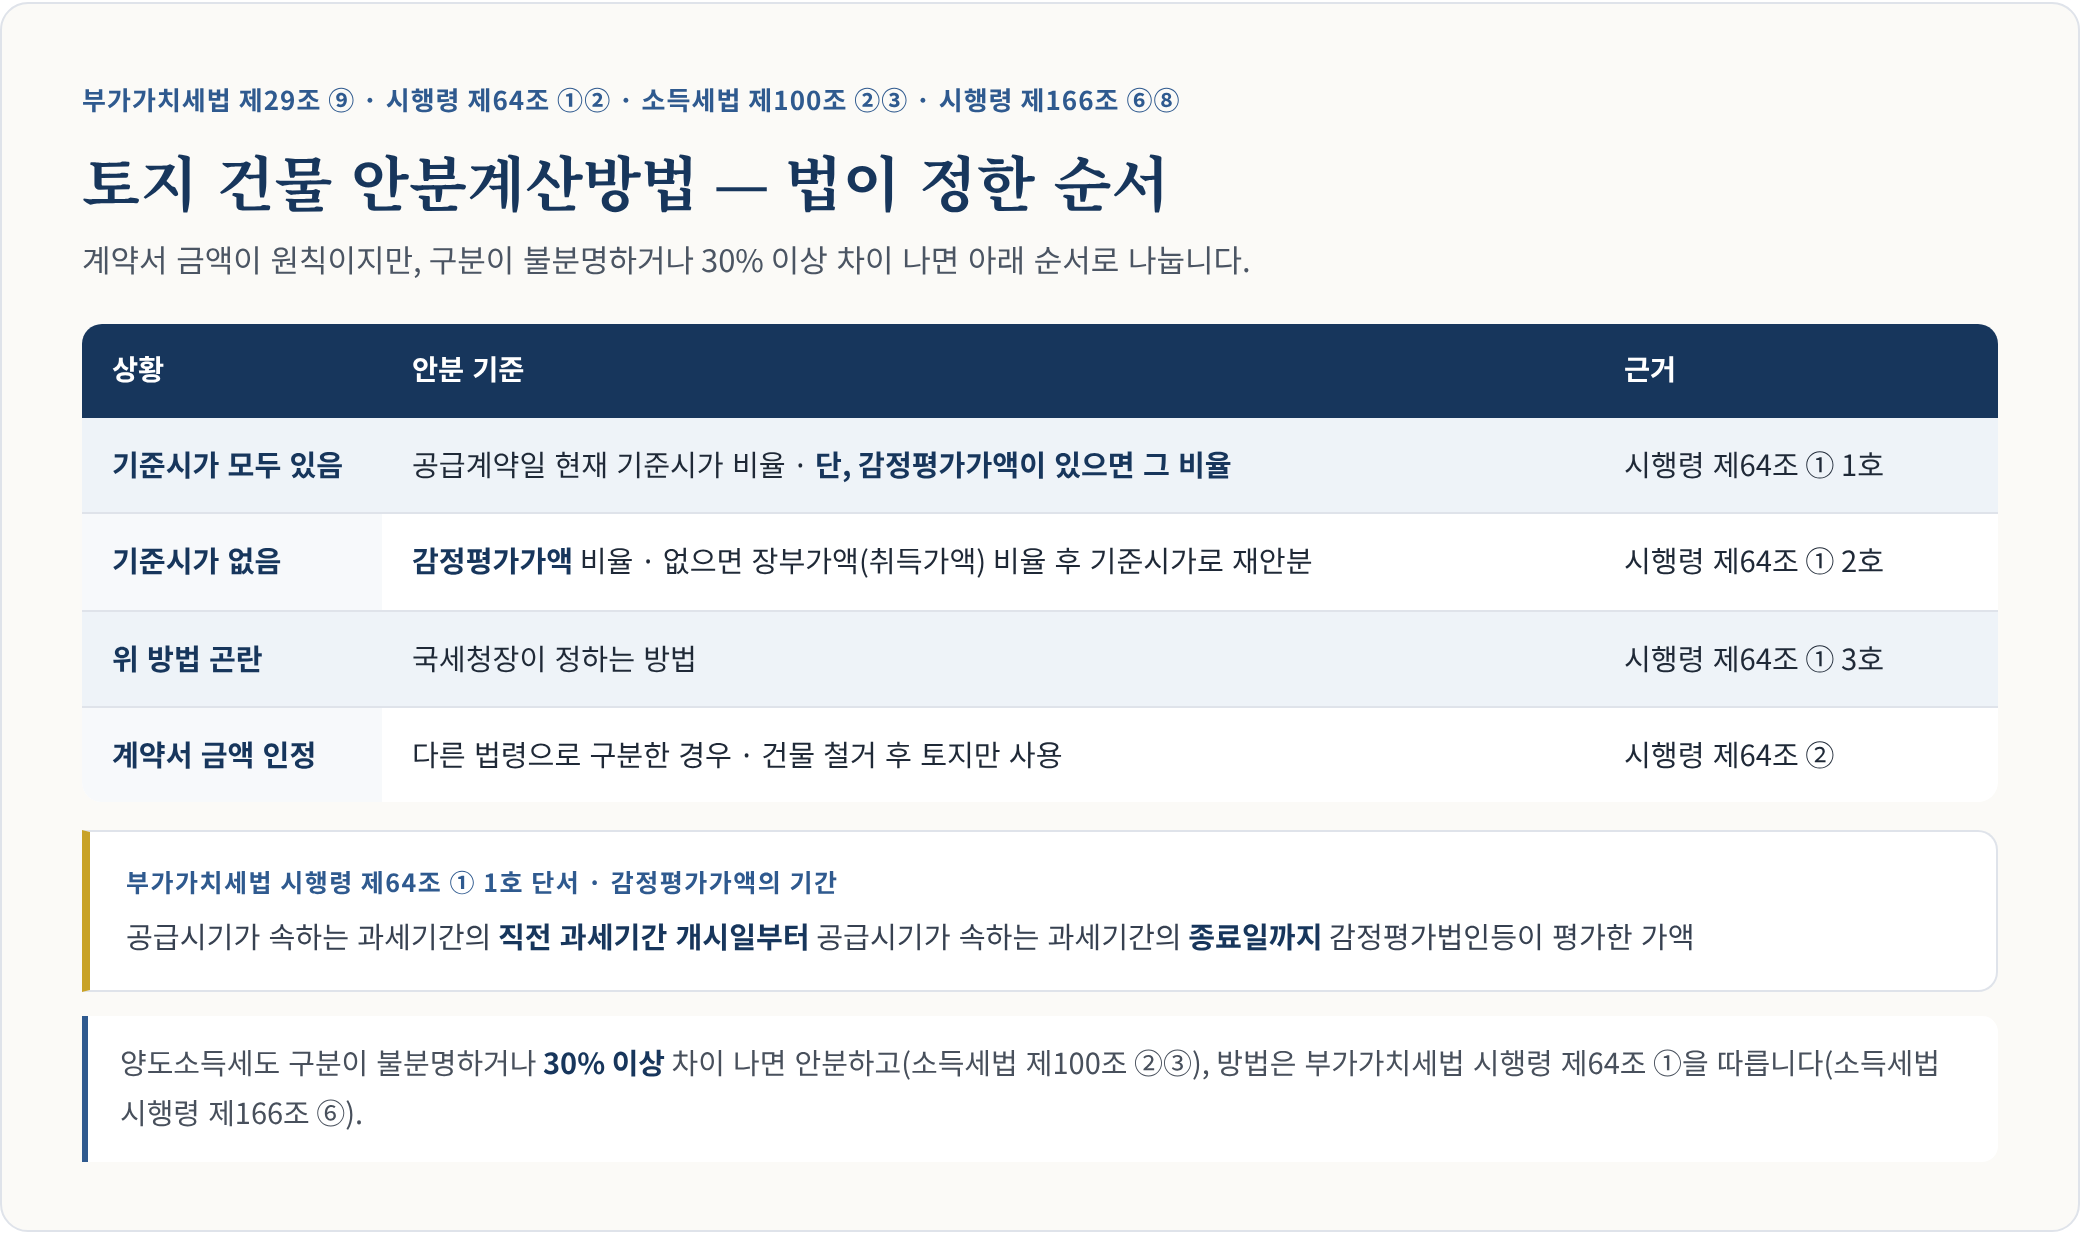 부가가치세법 제29조 ⑨ · 시행령 제64조 ①② · 소득세법 제100조 ②③ · 시행령 제166조 ⑥⑧
토지 건물 안분계산방법 — 법이 정한 순서
계약서 금액이 원칙이지만, 구분이 불분명하거나 30% 이상 차이 나면 아래 순서로 나눕니다.
상황 안분 기준 근거
기준시가 모두 있음 공급계약일 현재 기준시가 비율 · 단, 감정평가가액이 있으면 그 비율 시행령 제64조 ① 1호
기준시가 없음 감정평가가액 비율 · 없으면 장부가액(취득가액) 비율 후 기준시가로 재안분 시행령 제64조 ① 2호
위 방법 곤란 국세청장이 정하는 방법 시행령 제64조 ① 3호
계약서 금액 인정 다른 법령으로 구분한 경우 · 건물 철거 후 토지만 사용 시행령 제64조 ②
부가가치세법 시행령 제64조 ① 1호 단서 · 감정평가가액의 기간
공급시기가 속하는 과세기간의 직전 과세기간 개시일부터 공급시기가 속하는 과세기간의 종료일까지 감정평가법인등이 평가한 가액
양도소득세도 구분이 불분명하거나 30% 이상 차이 나면 안분하고(소득세법 제100조 ②③), 방법은 부가가치세법 시행령 제64조 ①을 따릅니다(소득세법
시행령 제166조 ⑥).